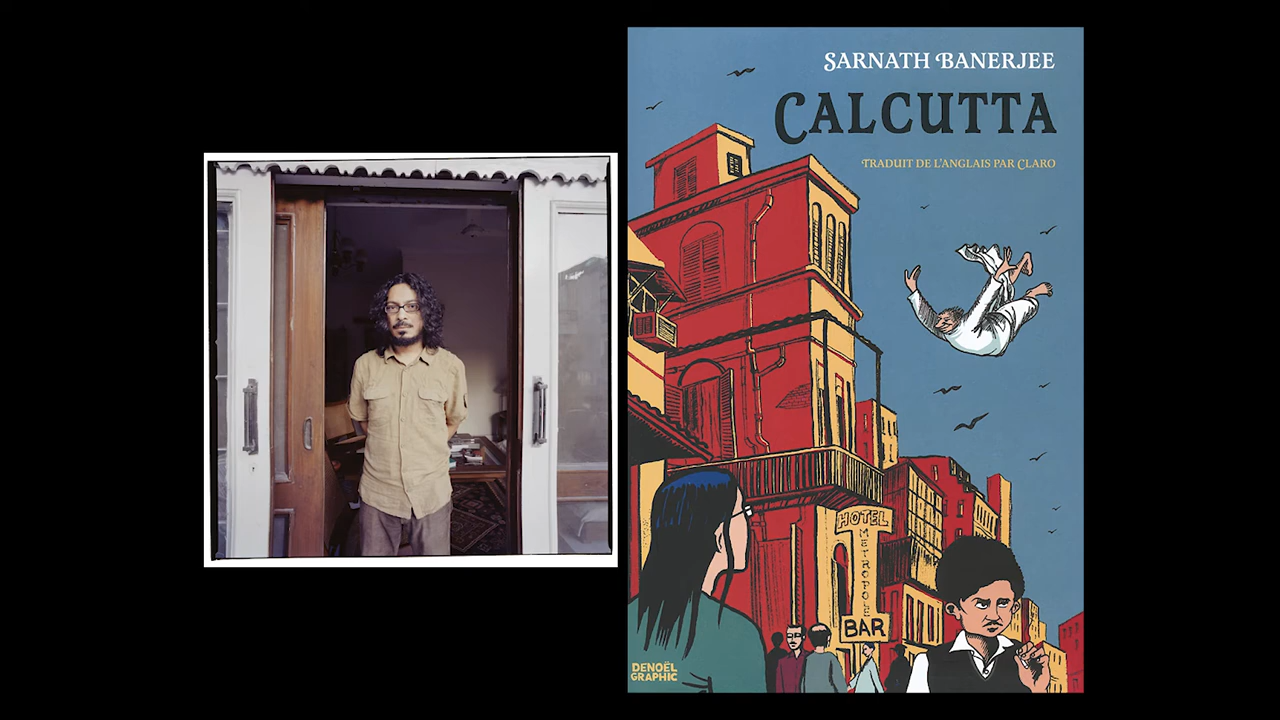 SARNATH BANERJEE
CALCUTTA
TRADUIT DE L'ANGLAIS PAR CLARO
HOTEL
METROPOLE
BAR
DENOËL
GRAPHIC